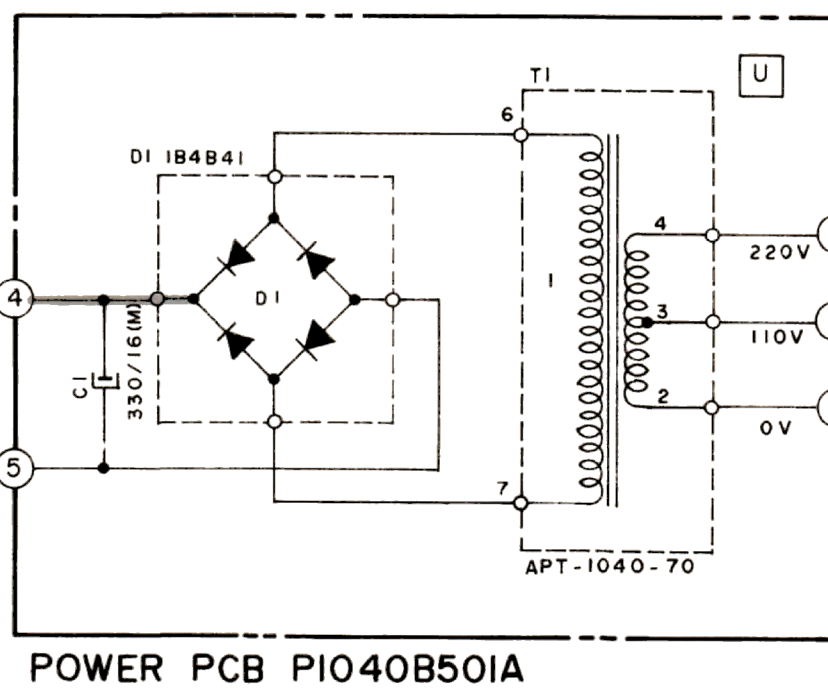 T1
U
6
D1 1B4B41
4
220V
4
D1
1
3
110V
330/16(M)
C1
2
0V
5
7
APT-1040-70
POWER PCB P1040B501A